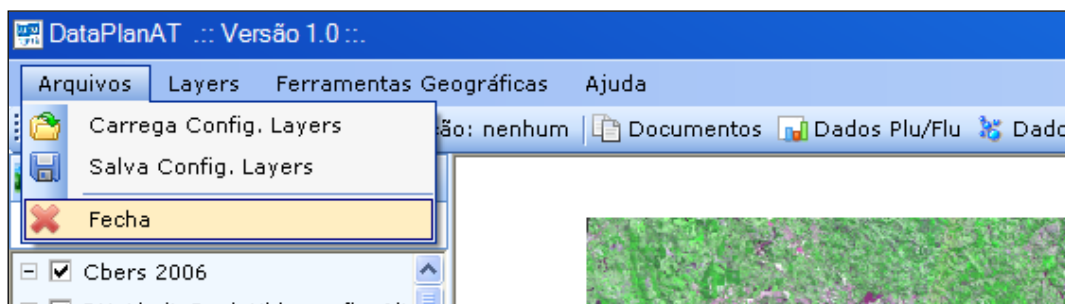 DataPlanAT .:: Versão 1.0 ::.
Arquivos Layers Ferramentas Geográficas Ajuda
Carrega Config. Layers
ão: nenhum Documentos Dados Plu/Flu Dado
Salva Config. Layers
Fecha
Cbers 2006